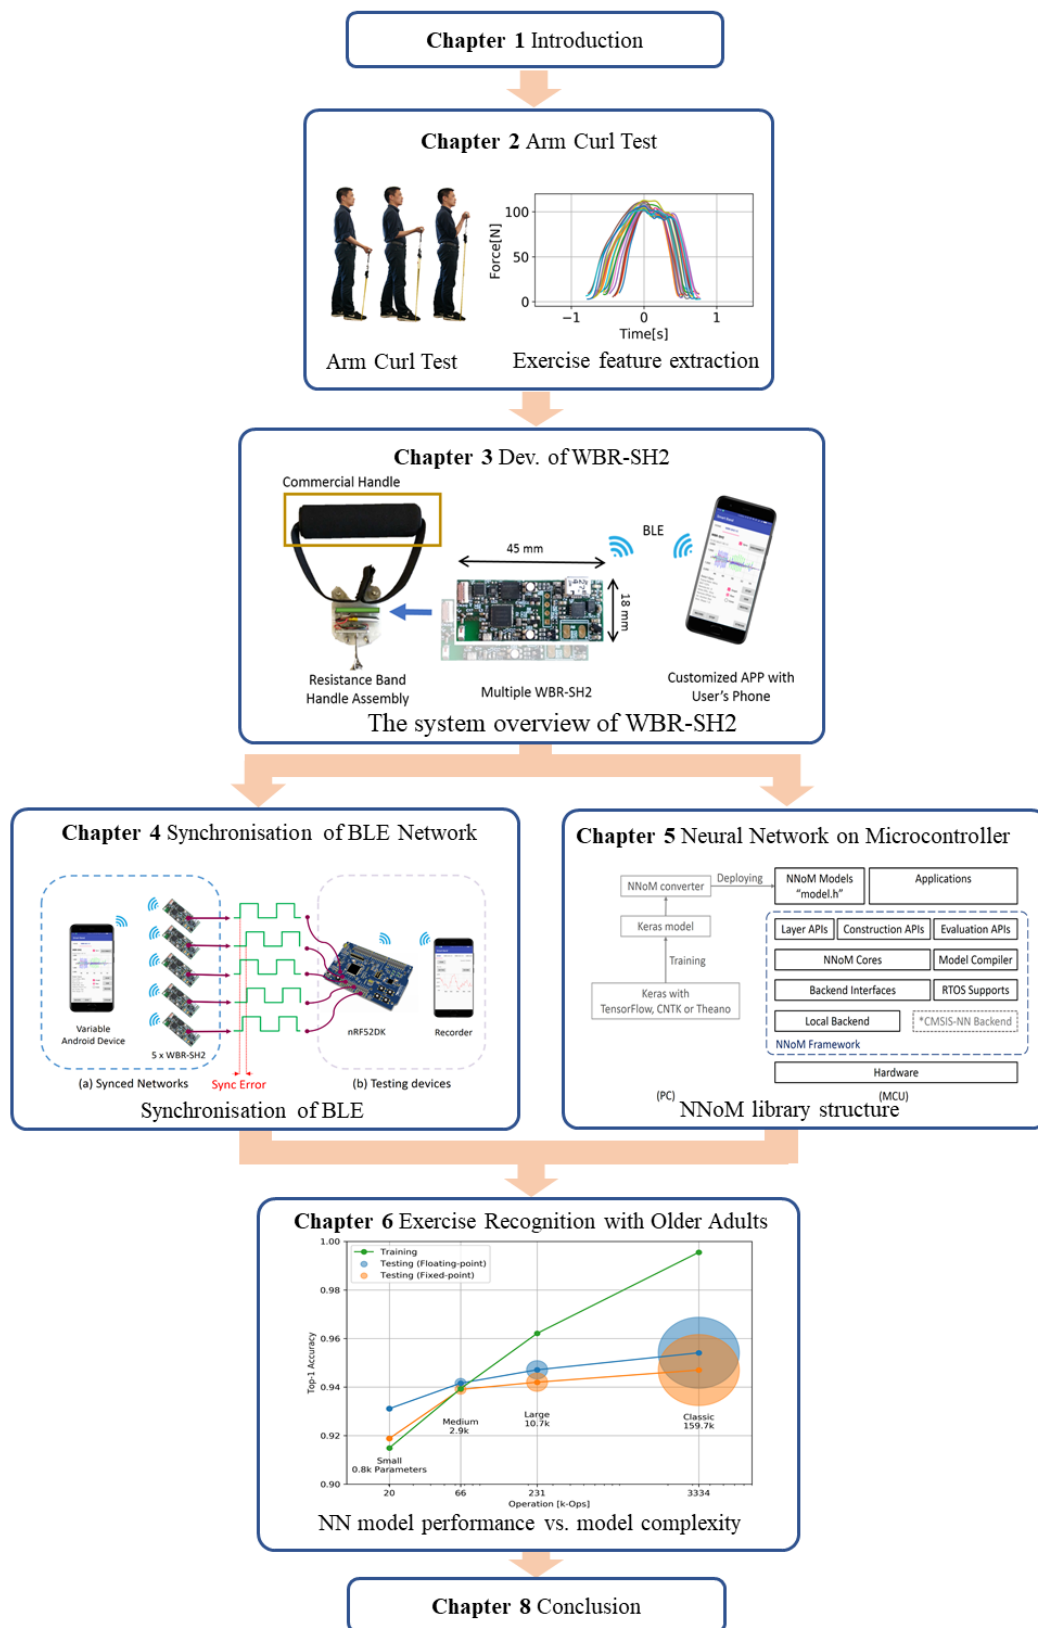 Chapter 1 Introduction
Chapter 2 Arm Curl Test
100
50
0
Force[N]
−1
0
1
Time[s]
Arm Curl Test
Exercise feature extraction
Chapter 3 Dev. of WBR-SH2
Commercial Handle
BLE
45 mm
18 mm
Resistance Band
Handle Assembly
Multiple WBR-SH2
Customized APP with
User's Phone
The system overview of WBR-SH2
Chapter 4 Synchronisation of BLE Network
Variable
Android Device
5 x WBR-SH2
nRF52DK
Recorder
(a) Synced Networks
Sync Error
(b) Testing devices
Synchronisation of BLE
Chapter 5 Neural Network on Microcontroller
NNoM converter
Deploying
NNoM Models
"model.h"
Applications
Keras model
Training
Keras with
TensorFlow, CNTK or Theano
Layer APIs
Construction APIs
Evaluation APIs
NNoM Cores
Model Compiler
Backend Interfaces
RTOS Supports
Local Backend
*CMSIS-NN Backend
NNoM Framework
Hardware
(PC)
(MCU)
NNoM library structure
Chapter 6 Exercise Recognition with Older Adults
Training
Testing (Floating-point)
Testing (Fixed-point)
1.00
0.98
0.96
0.94
0.92
0.90
Top-1 Accuracy
Small
0.8k Parameters
Medium
2.9k
Large
10.7k
Classic
159.7k
20
66
231
3334
Operation [k-Ops]
NN model performance vs. model complexity
Chapter 8 Conclusion